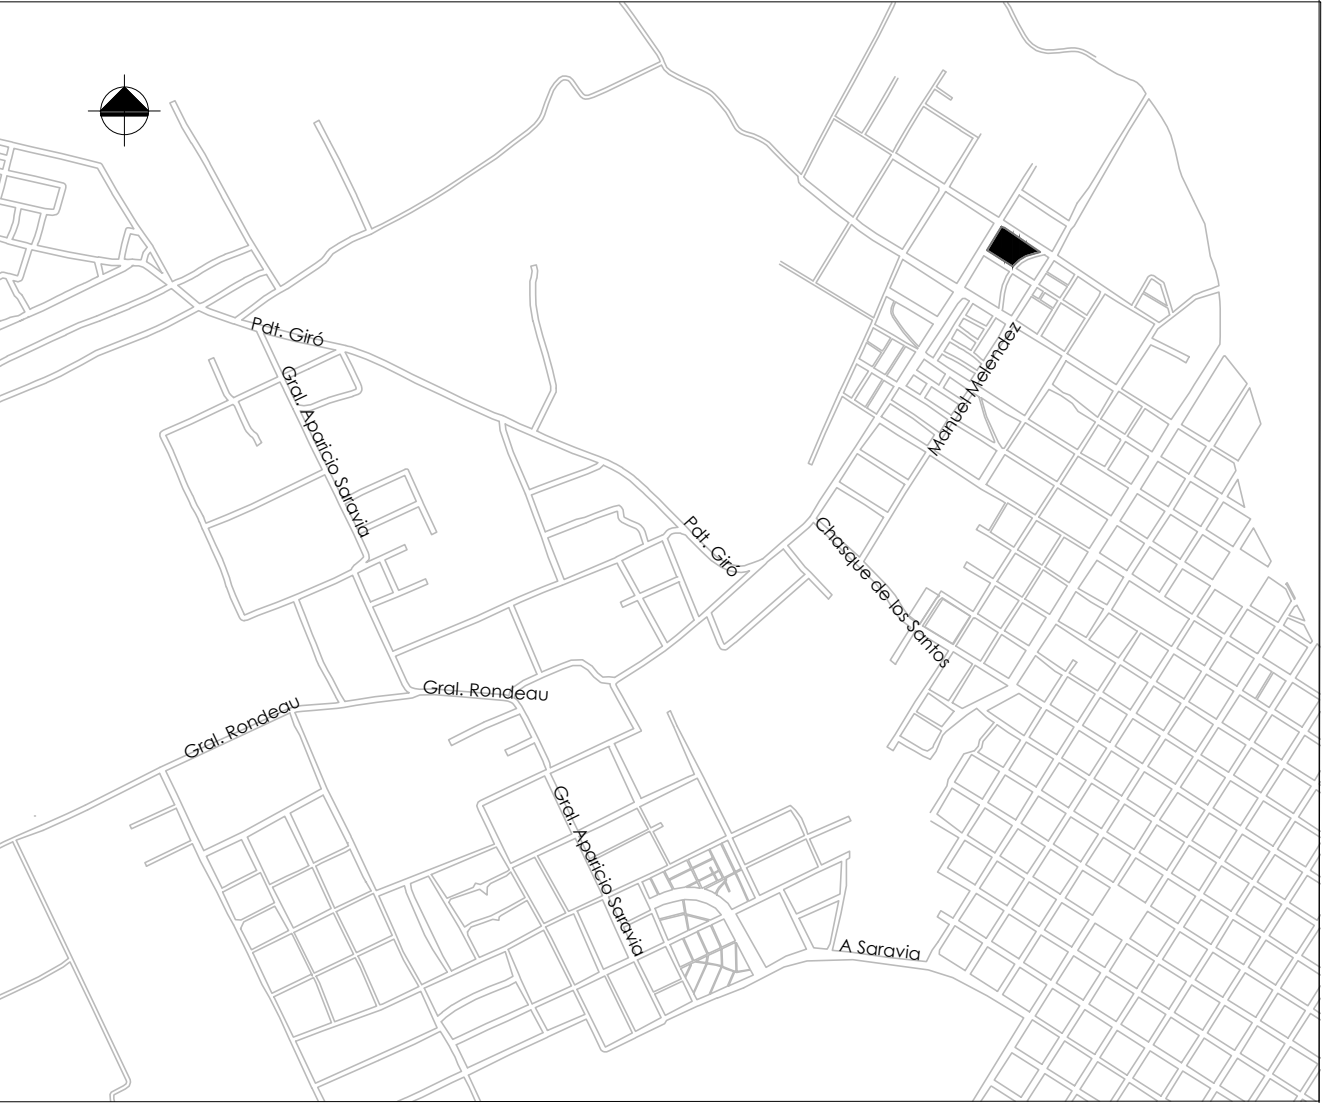 Pdt. Giró
Manuel Melendez
Gral. Aparicio Saravia
Pdt. Giró
Chasque de los Santos
Gral. Rondeau
Gral. Rondeau
Gral. Aparicio Saravia
A Saravia